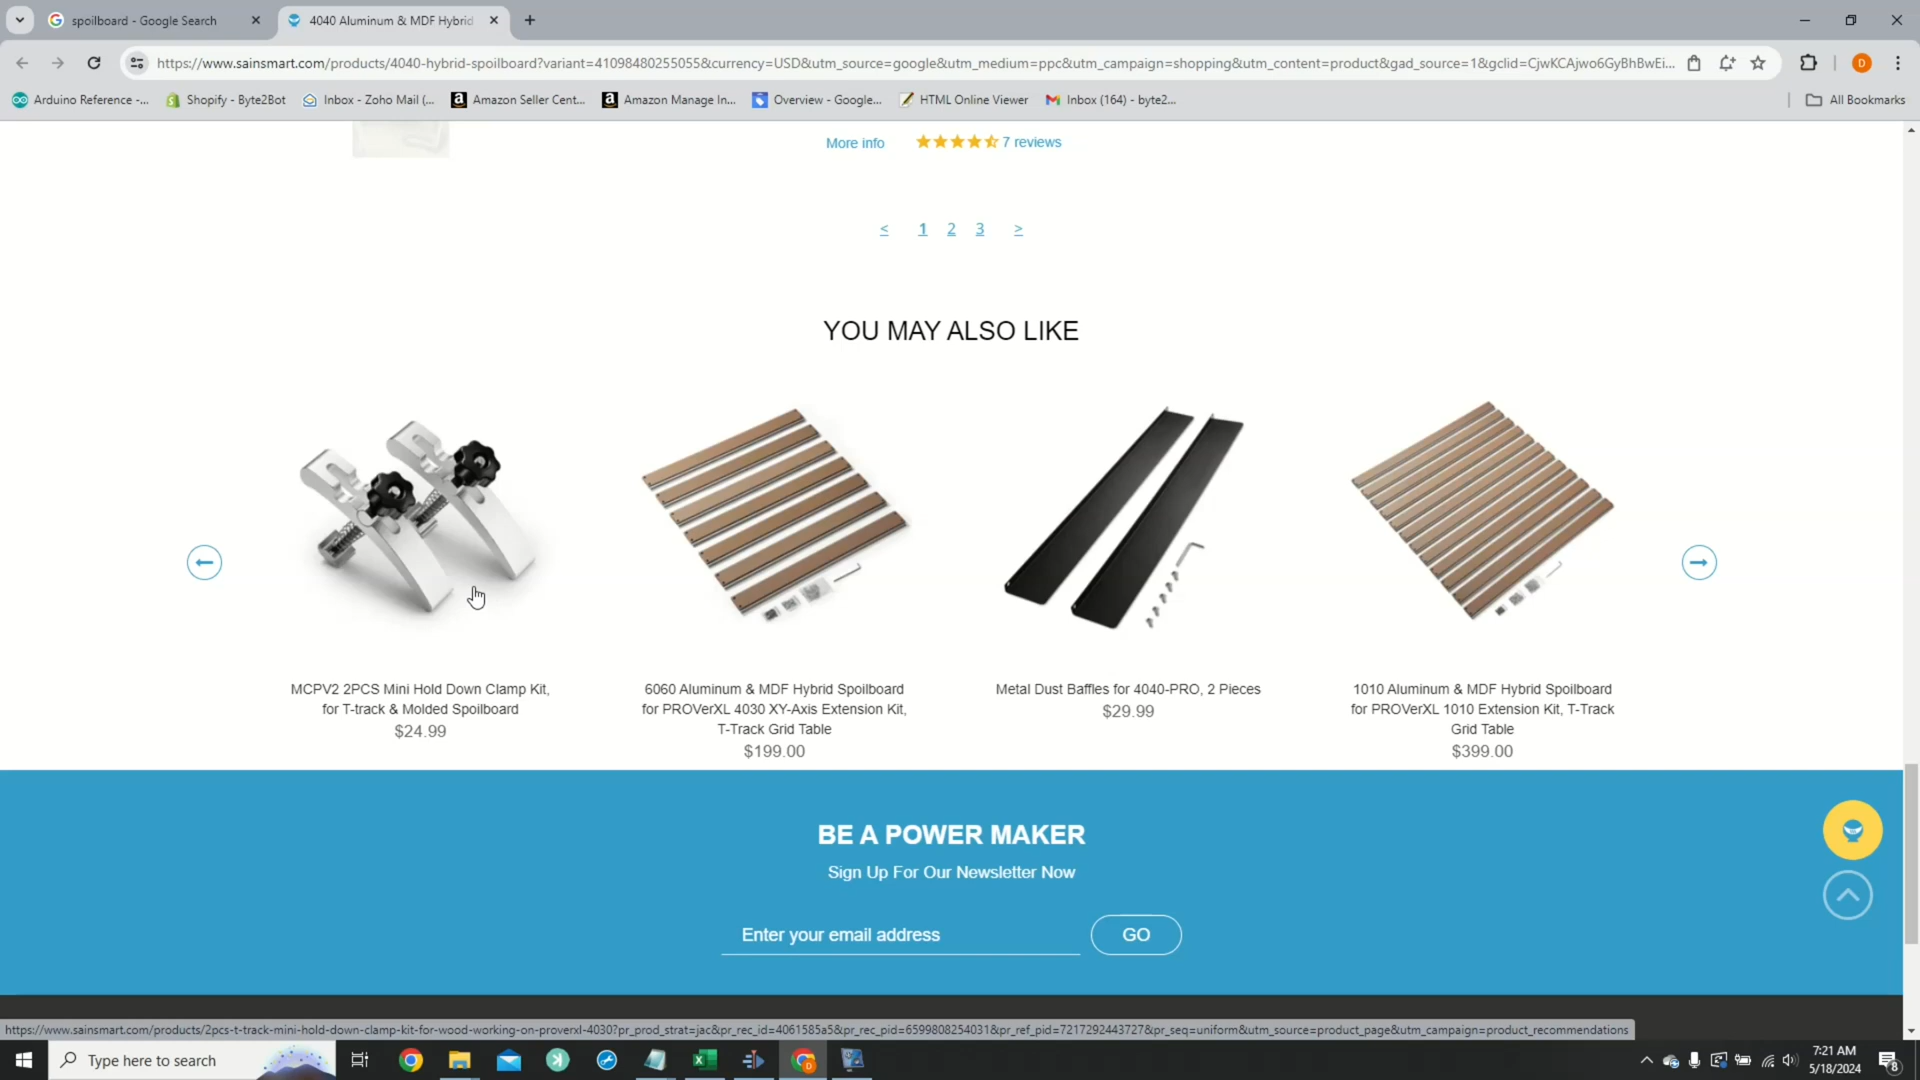 spoilboard - Google Search
4040 Aluminum & MDF Hybrid
https://www.sainsmart.com/products/4040-hybrid-spoilboard?variant=41098480255055&currency=USD&utm_source=google&utm_medium=ppc&utm_campaign=shopping&utm_content=product&gad_source=1&gclid=CjwKCAjwo6GyBhBwEi...
Arduino Reference -... Shopify - Byte2Bot Inbox - Zoho Mail (... Amazon Seller Cent... Amazon Manage In... Overview - Google... HTML Online Viewer Inbox (164) - byte2... All Bookmarks
More info 7 reviews
< 1 2 3 >
YOU MAY ALSO LIKE
MCPV2 2PCS Mini Hold Down Clamp Kit,
for T-track & Molded Spoilboard
$24.99
6060 Aluminum & MDF Hybrid Spoilboard
for PROVerXL 4030 XY-Axis Extension Kit,
T-Track Grid Table
$199.00
Metal Dust Baffles for 4040-PRO, 2 Pieces
$29.99
1010 Aluminum & MDF Hybrid Spoilboard
for PROVerXL 1010 Extension Kit, T-Track
Grid Table
$399.00
BE A POWER MAKER
Sign Up For Our Newsletter Now
Enter your email address GO
https://www.sainsmart.com/products/2pcs-t-track-mini-hold-down-clamp-kit-for-wood-working-on-proverxl-4030?pr_prod_strat=jac&pr_rec_id=4061585a5&pr_rec_pid=6599808254031&pr_ref_pid=7217292443727&pr_seq=uniform&utm_source=product_page&utm_campaign=product_recommendations
Type here to search
7:21 AM
5/18/2024
8